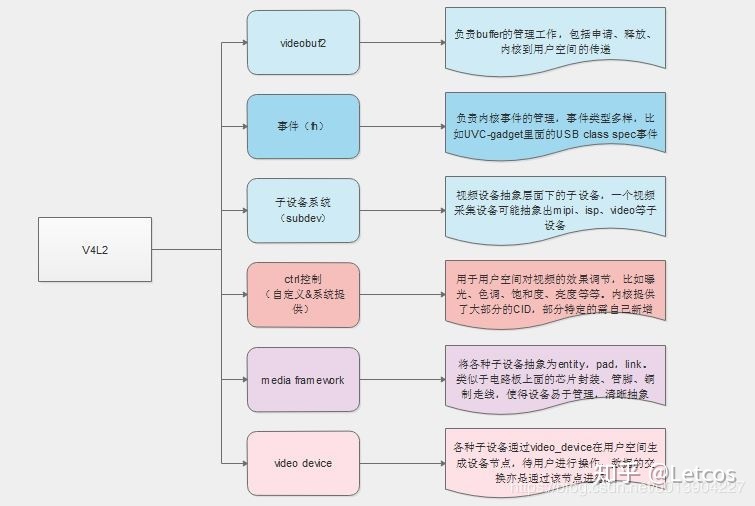 videobuf2
负责buffer的管理工作，包括申请、释放、
内核到用户空间的传递
事件（fh）
负责内核事件的管理，事件类型多样，比
如UVC-gadget里面的USB class spec事件
子设备系统
（subdev）
视频设备抽象层面下的子设备，一个视频
采集设备可能抽象出mipi、isp、video等子
设备
V4L2
ctrl控制
（自定义&系统提
供）
用于用户空间对视频的效果调节，比如曝
光、色调、饱和度、亮度等等。内核提供
了大部分的CID，部分特定的需自己新增
media framework
将各种子设备抽象为entity，pad，link。
类似于电路板上面的芯片封装、管脚、铜
制走线，使得设备易于管理，清晰抽象
video device
各种子设备通过video_device在用户空间生
成设备节点，待用户进行操作，数据的交
换亦是通过该节点进
知乎 @Letcos